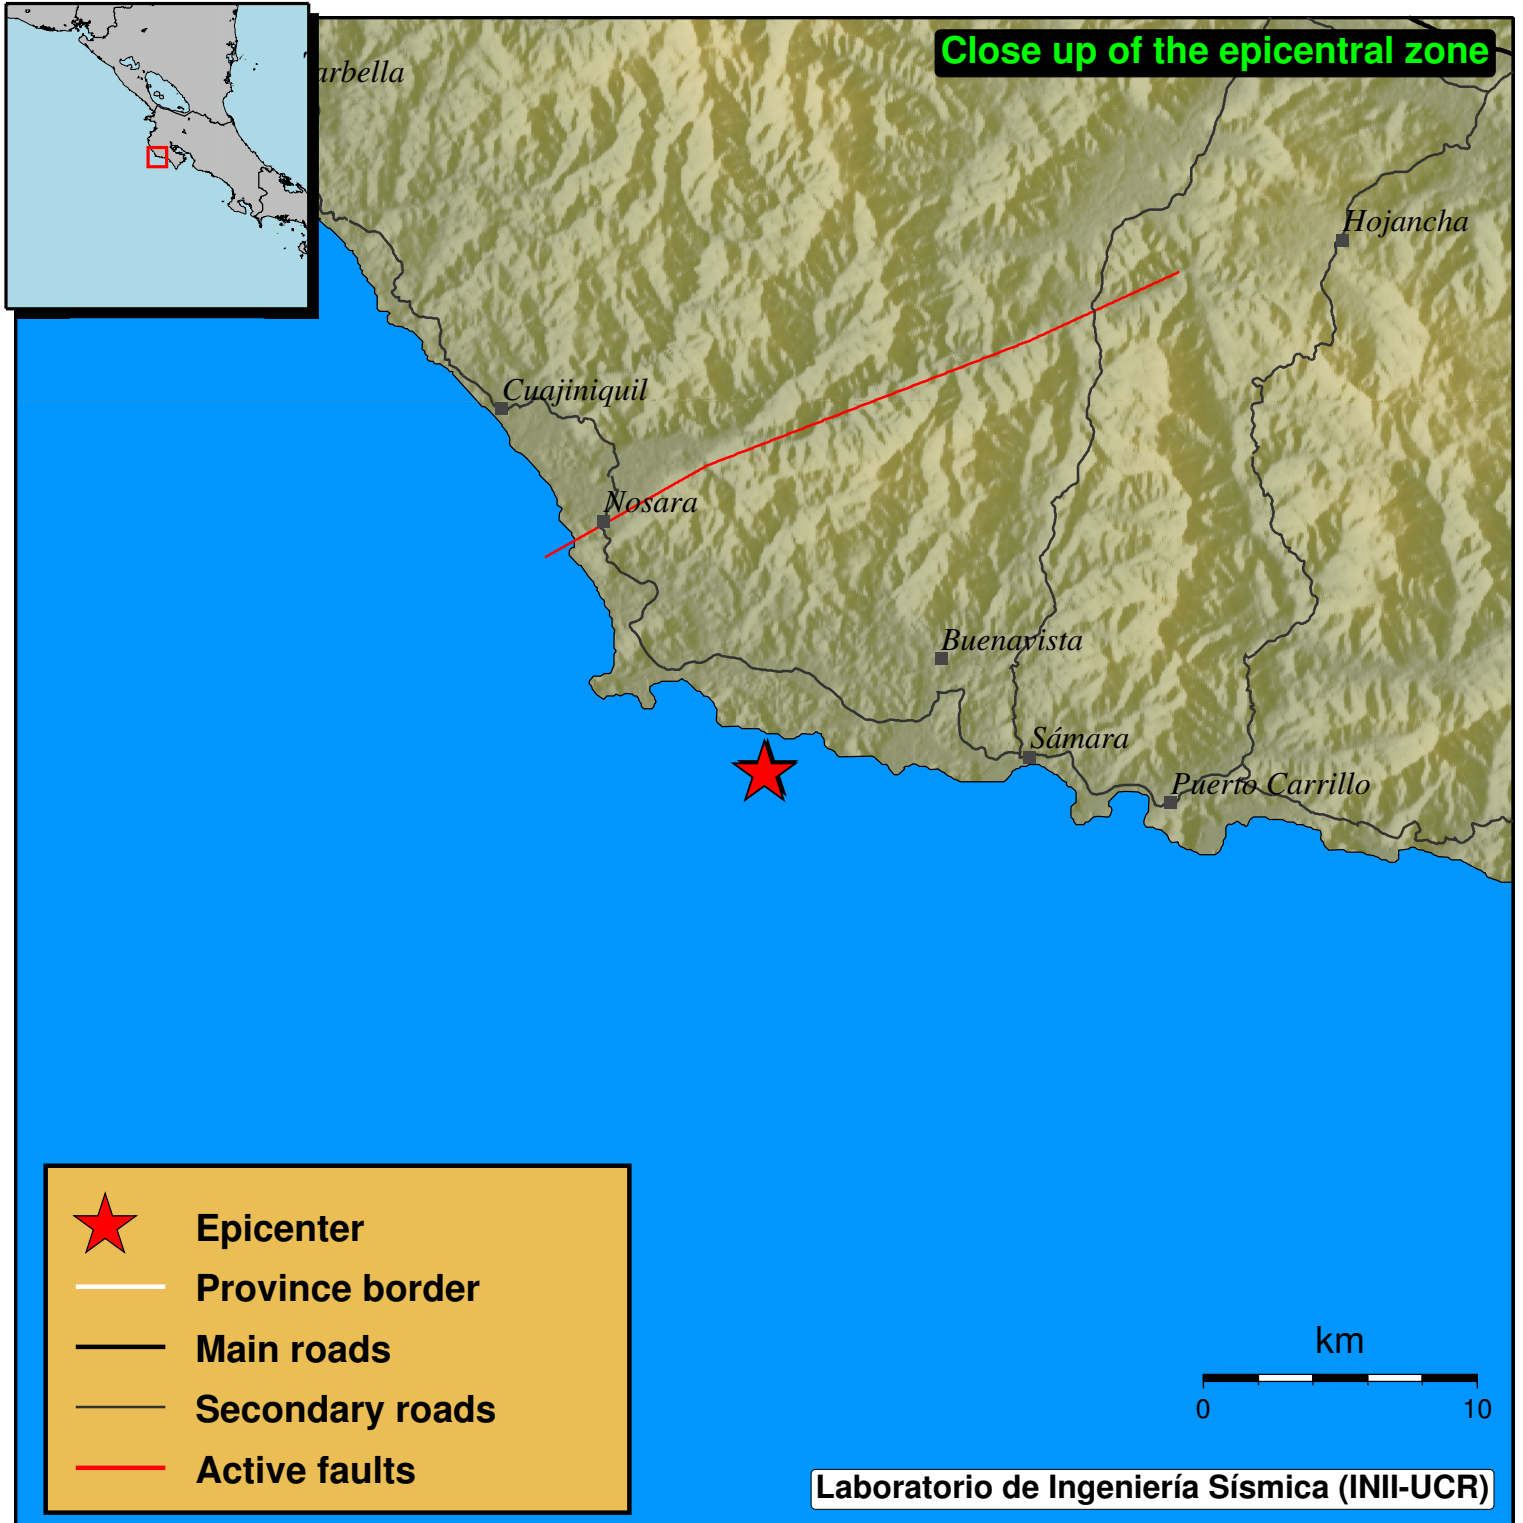 Close up of the epicentral zone
arbella
Hojancha
Cuajiniquil
Nosara
Buenavista
Sámara
Puerto Carrillo
Epicenter
Province border
Main roads
Secondary roads
Active faults
km
0 10
Laboratorio de Ingeniería Sísmica (INII-UCR)